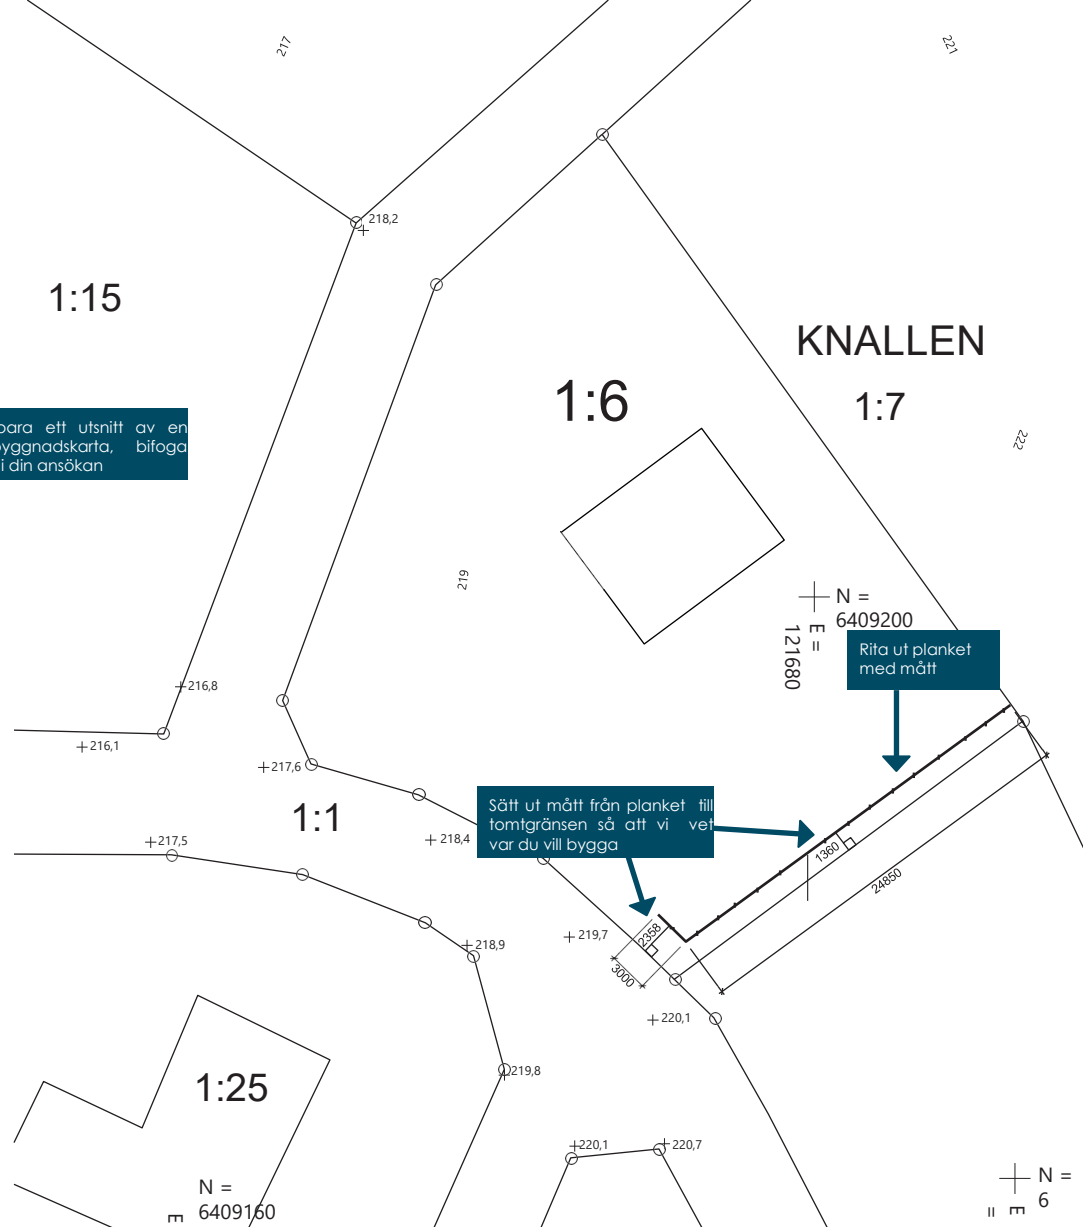 217
221
218,2
1:15
KNALLEN
1:6
1:7
bara ett utsnitt av en
byggnadskarta, bifoga
i din ansökan
222
219
N =
6409200
E =
121680
Rita ut planket
med mått
216,8
216,1
217,6
1:1
218,4
Sätt ut mått från planket till
tomtgränsen så att vi vet
var du vill bygga
217,5
1360
24850
2358
3000
219,7
218,9
220,1
219,8
1:25
220,1
220,7
N =
6409160
E
N =
6
E
=